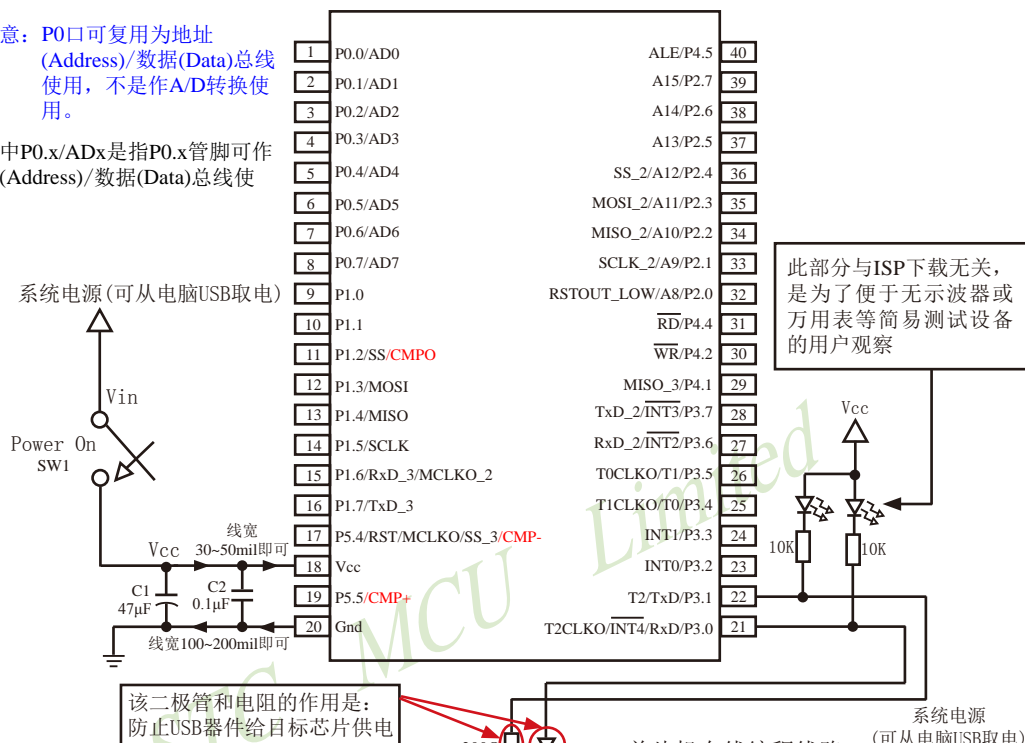 意：P0口可复用为地址
(Address)/数据(Data)总线
使用，不是作A/D转换使
用。
中P0.x/ADx是指P0.x管脚可作
(Address)/数据(Data)总线使
1 P0.0/AD0
2 P0.1/AD1
3 P0.2/AD2
4 P0.3/AD3
5 P0.4/AD4
6 P0.5/AD5
7 P0.6/AD6
8 P0.7/AD7
9 P1.0
10 P1.1
11 P1.2/SS/CMPO
12 P1.3/MOSI
13 P1.4/MISO
14 P1.5/SCLK
15 P1.6/RxD_3/MCLKO_2
16 P1.7/TxD_3
17 P5.4/RST/MCLKO/SS_3/CMP-
18 Vcc
19 P5.5/CMP+
20 Gnd
ALE/P4.5 40
A15/P2.7 39
A14/P2.6 38
A13/P2.5 37
SS_2/A12/P2.4 36
MOSI_2/A11/P2.3 35
MISO_2/A10/P2.2 34
SCLK_2/A9/P2.1 33
RSTOUT_LOW/A8/P2.0 32
RD/P4.4 31
WR/P4.2 30
MISO_3/P4.1 29
TxD_2/INT3/P3.7 28
RxD_2/INT2/P3.6 27
T0CLKO/T1/P3.5 26
T1CLKO/T0/P3.4 25
INT1/P3.3 24
INT0/P3.2 23
T2/TxD/P3.1 22
T2CLKO/INT4/RxD/P3.0 21
系统电源(可从电脑USB取电)
Vin
Power On
SW1
Vcc
线宽
30~50mil即可
C1
47μF
C2
0.1μF
线宽100~200mil即可
此部分与ISP下载无关，
是为了便于无示波器或
万用表等简易测试设备
的用户观察
Vcc
10K
10K
该二极管和电阻的作用是：
防止USB器件给目标芯片供电
系统电源
(可从电脑USB取电)
STC MCU Limited